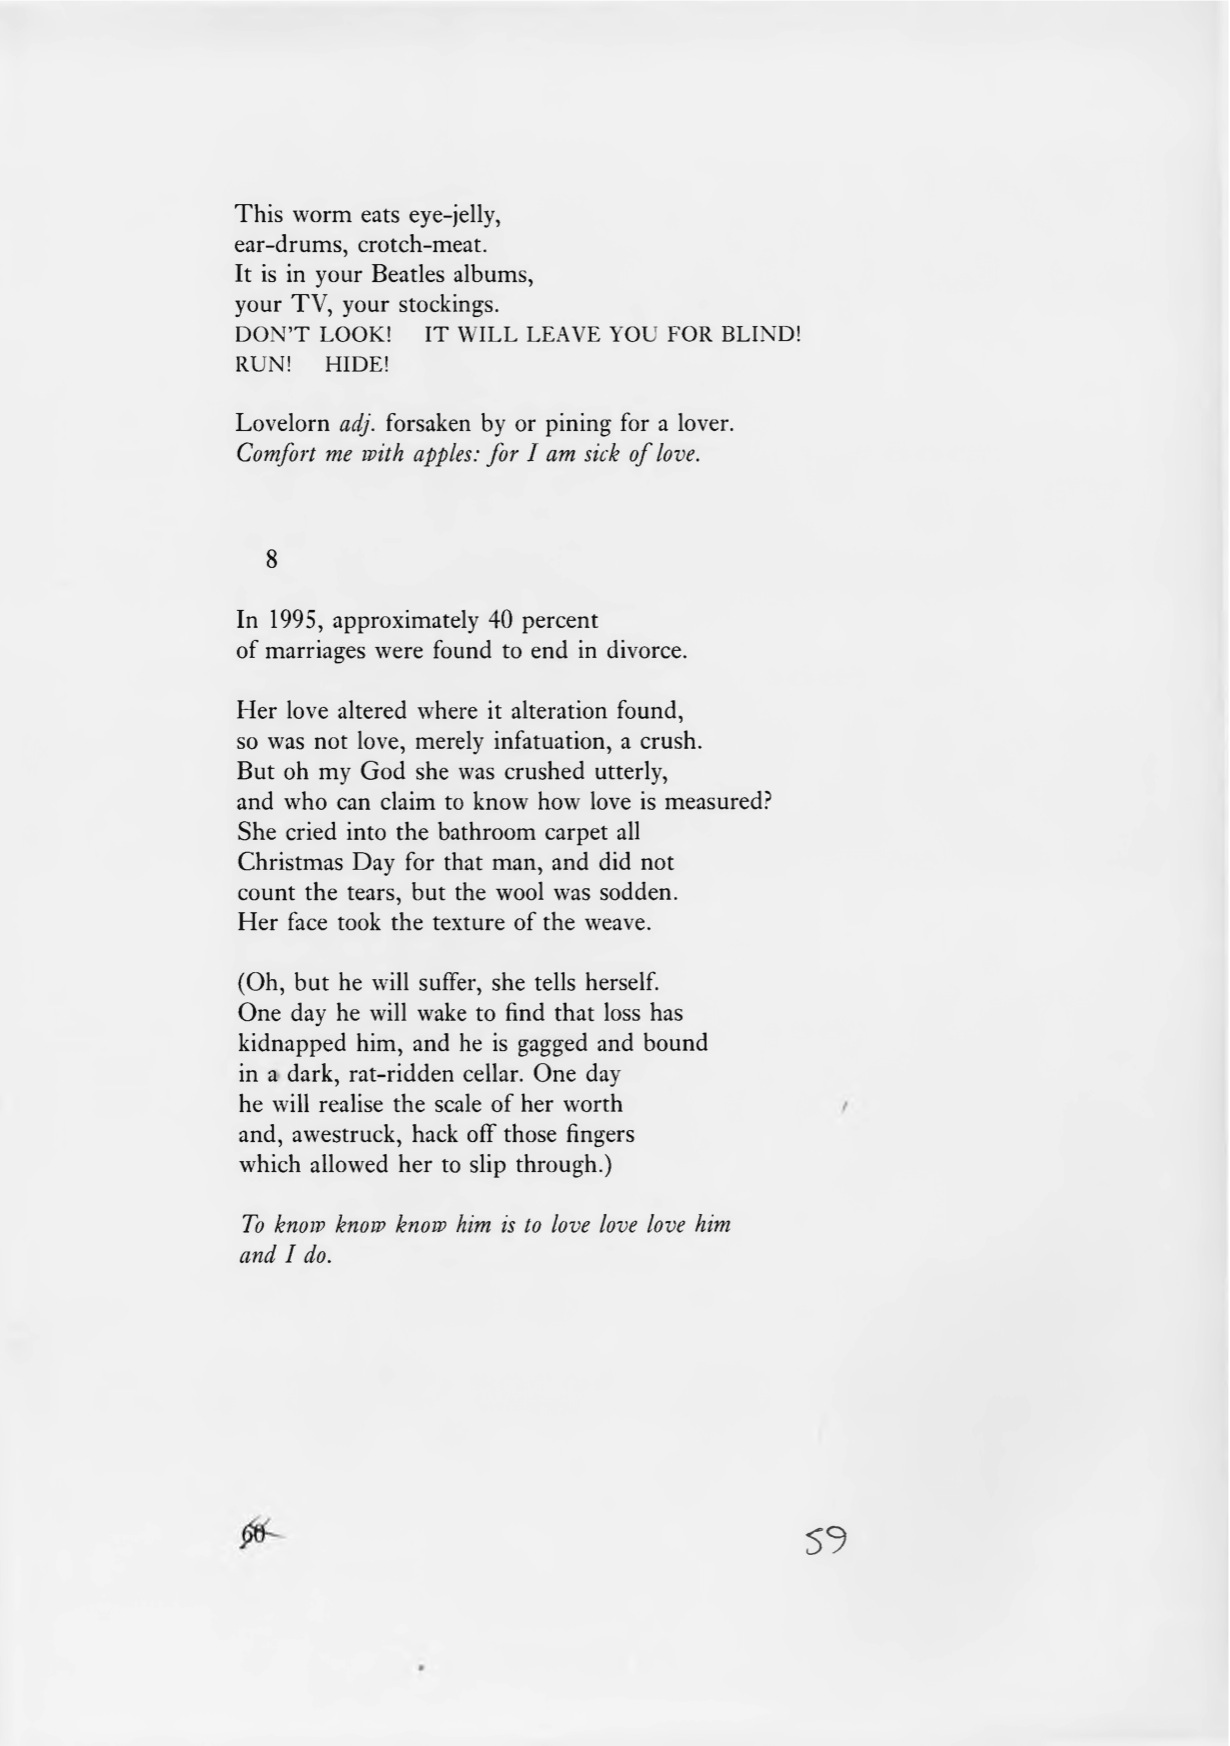 This worm eats eye-jelly,
ear-drums, crotch-meat.
It is in your Beatles albums,
your TV, your stockings.
DON'T LOOK! IT WILL LEAVE YOU FOR BLIND!
RUN! HIDE!
Lovelorn adj. forsaken by or pining for a lover.
Comfort me with apples: for I am sick of love.
8
In 1995, approximately 40 percent
of marriages were found to end in divorce.
Her love altered where it alteration found,
so was not love, merely infatuation, a crush.
But oh my God she was crushed utterly,
and who can claim to know how love is measured?
She cried into the bathroom carpet all
Christmas Day for that man, and did not
count the tears, but the wool was sodden.
Her face took the texture of the weave.
(Oh, but he will suffer, she tells herself.
One day he will wake to find that loss has
kidnapped him, and he is gagged and bound
in a dark, rat-ridden cellar. One day
he will realise the scale of her worth
and, awestruck, hack off those fingers
which allowed her to slip through.)
To know know know him is to love love love him
and I do.
60 59